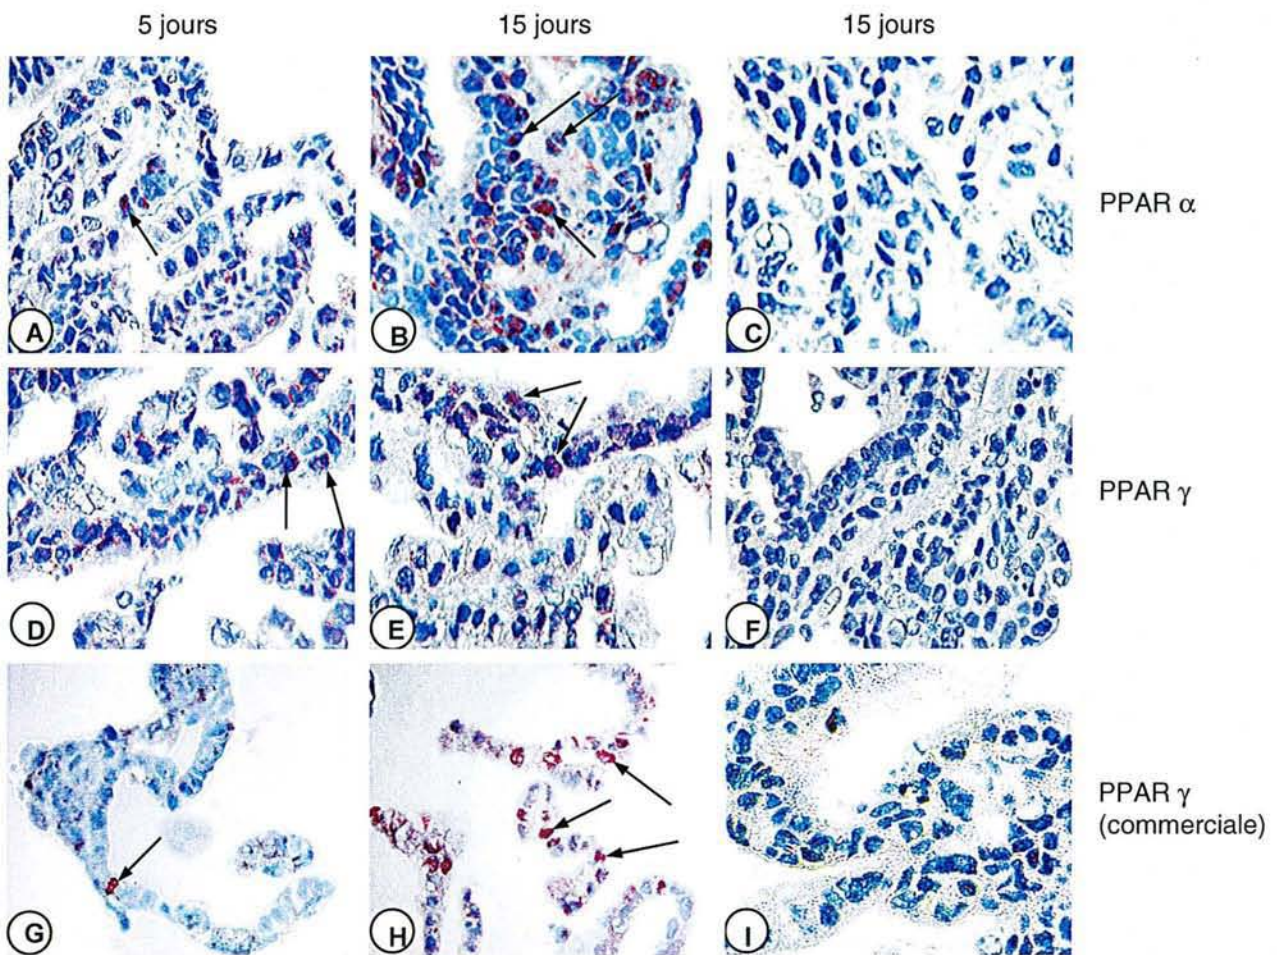 5 jours
15 jours
15 jours
A
B
C
PPAR α
D
E
F
PPAR γ
G
H
I
PPAR γ
(commerciale)